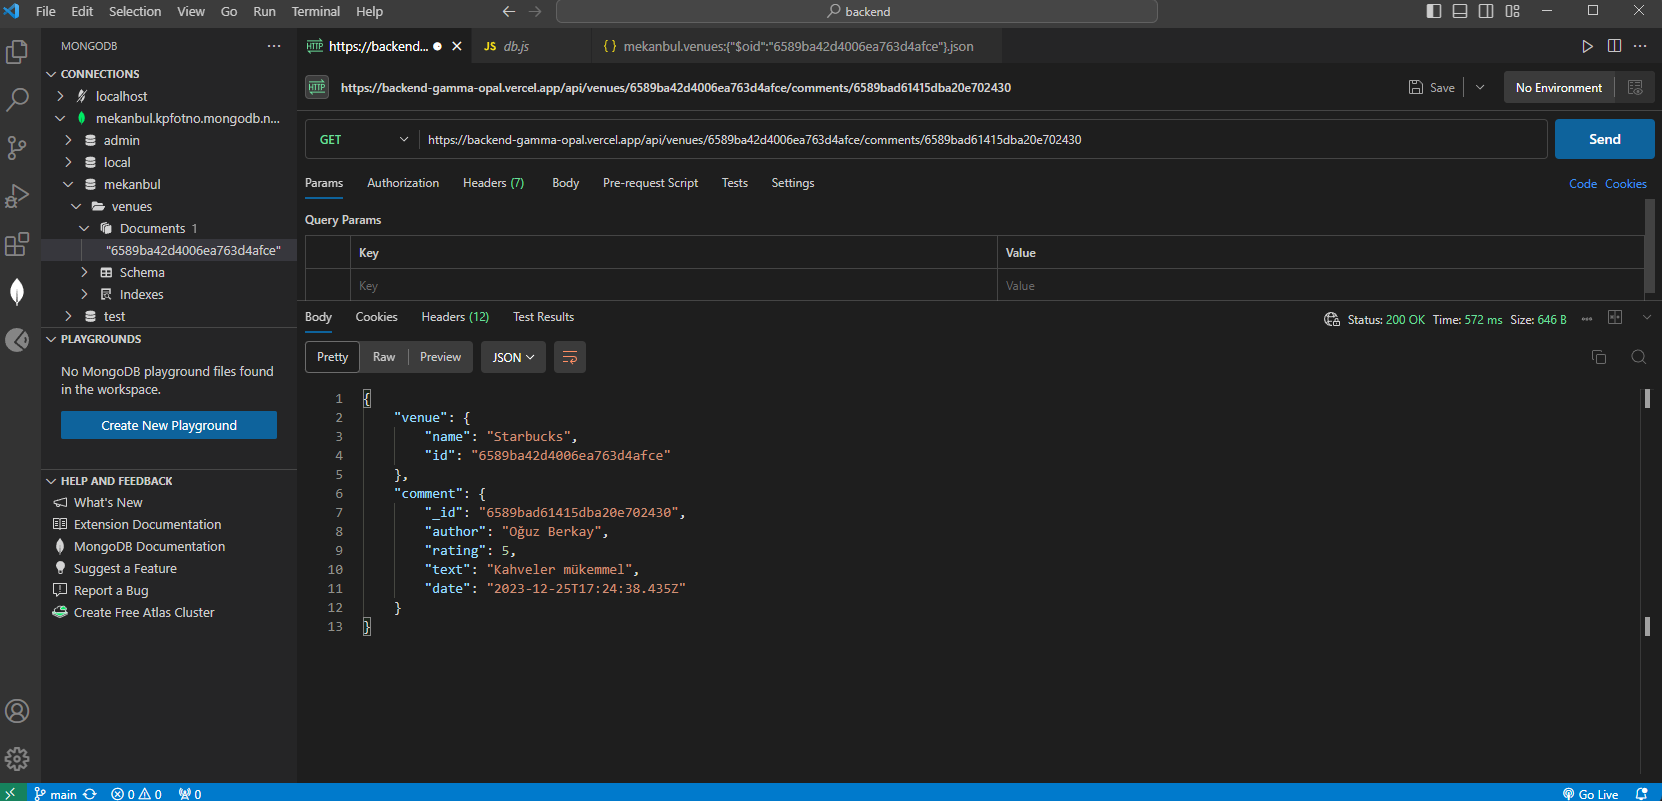 File Edit Selection View Go Run Terminal Help backend
MONGODB
CONNECTIONS
localhost
mekanbul.kpfotno.mongodb.n...
admin
local
mekanbul
venues
Documents 1
"6589ba42d4006ea763d4afce"
Schema
Indexes
test
PLAYGROUNDS
No MongoDB playground files found
in the workspace.
Create New Playground
HELP AND FEEDBACK
What's New
Extension Documentation
MongoDB Documentation
Suggest a Feature
Report a Bug
Create Free Atlas Cluster
HTTP https://backend... JS db.js {} mekanbul.venues:{"$oid":"6589ba42d4006ea763d4afce"}.json
HTTP https://backend-gamma-opal.vercel.app/api/venues/6589ba42d4006ea763d4afce/comments/6589bad61415dba20e702430 Save No Environment
GET https://backend-gamma-opal.vercel.app/api/venues/6589ba42d4006ea763d4afce/comments/6589bad61415dba20e702430 Send
Params Authorization Headers (7) Body Pre-request Script Tests Settings Code Cookies
Query Params
Key Value
Key Value
Body Cookies Headers (12) Test Results Status: 200 OK Time: 572 ms Size: 646 B
Pretty Raw Preview JSON
1 {
2 "venue": {
3 "name": "Starbucks",
4 "id": "6589ba42d4006ea763d4afce"
5 },
6 "comment": {
7 "_id": "6589bad61415dba20e702430",
8 "author": "Oğuz Berkay",
9 "rating": 5,
10 "text": "Kahveler mükemmel",
11 "date": "2023-12-25T17:24:38.435Z"
12 }
13 }
main 0 0 0 Go Live